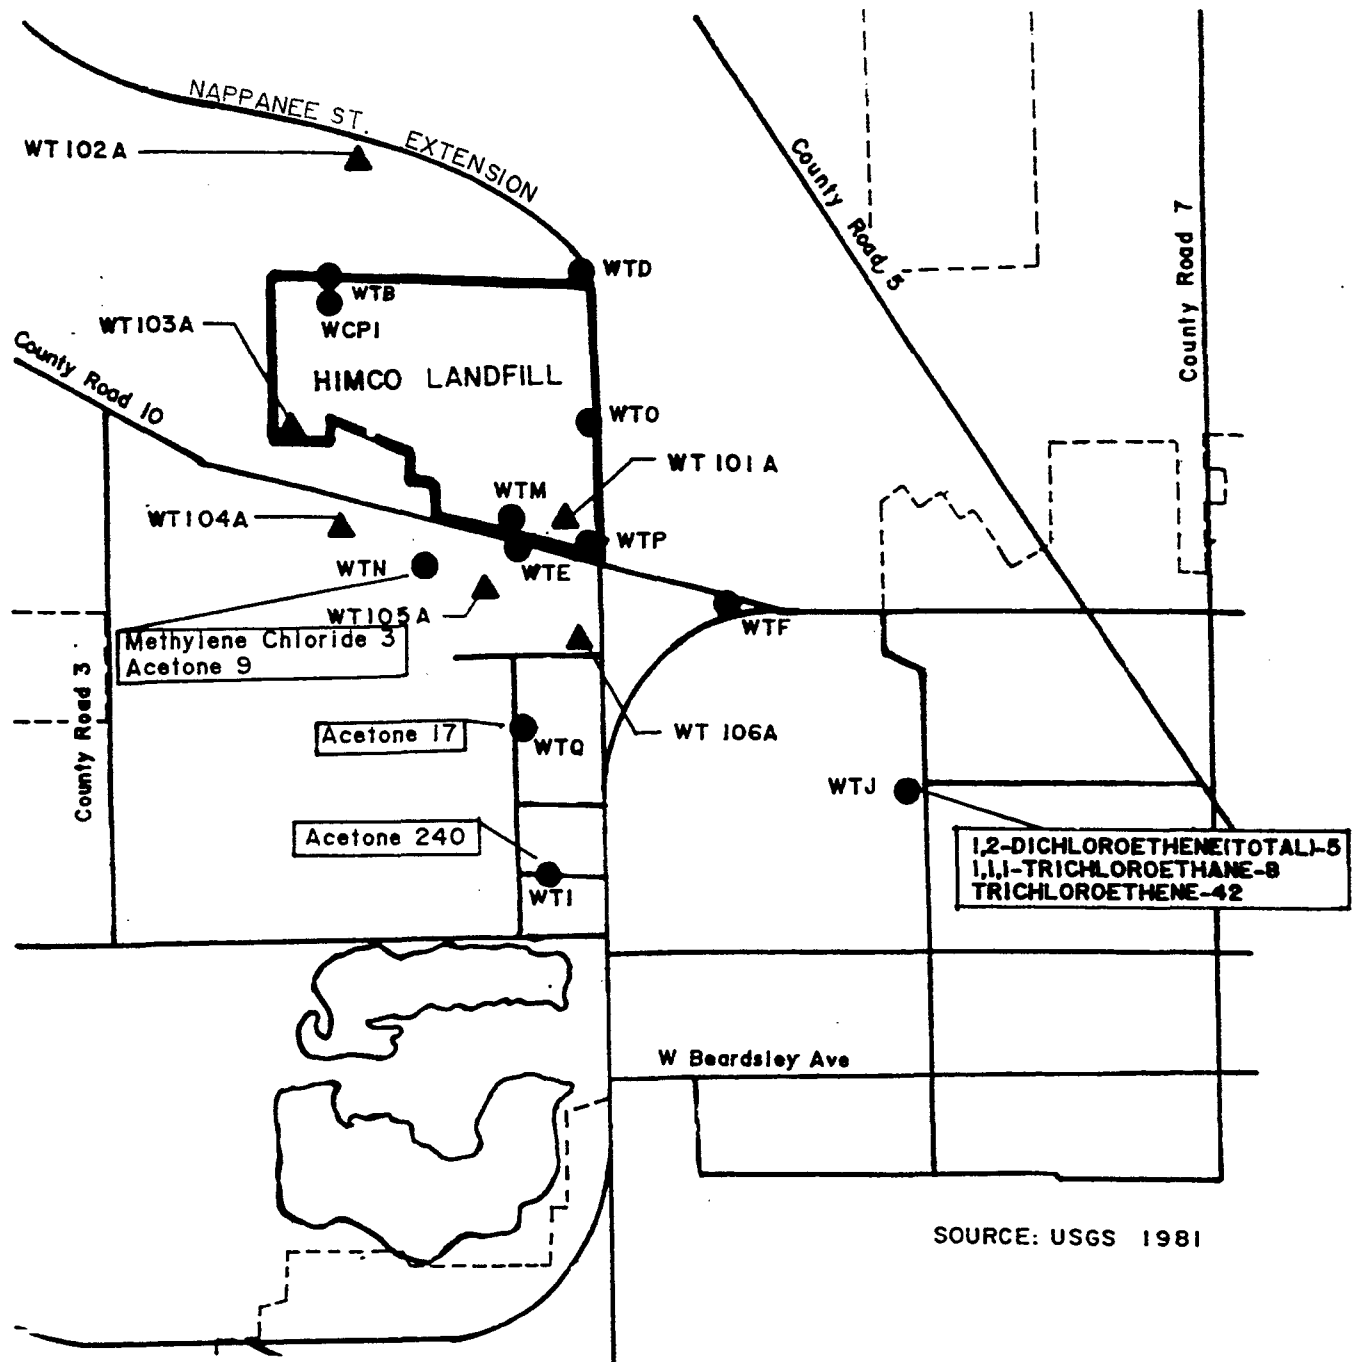 NAPPANEE ST. EXTENSION
WT102A
County Road 5
County Road 7
WTD
WTB
WCPI
WT103A
County Road 10
HIMCO LANDFILL
WTO
WT 101A
WTM
WT104A
WTP
WTE
WTN
WT105A
WTF
Methylene Chloride 3
Acetone 9
County Road 3
Acetone 17
WTQ
WT 106A
WTJ
Acetone 240
1,2-DICHLOROETHENE(TOTAL)-5
1,1,1-TRICHLOROETHANE-8
TRICHLOROETHENE-42
WTI
W Beardsley Ave
SOURCE: USGS 1981